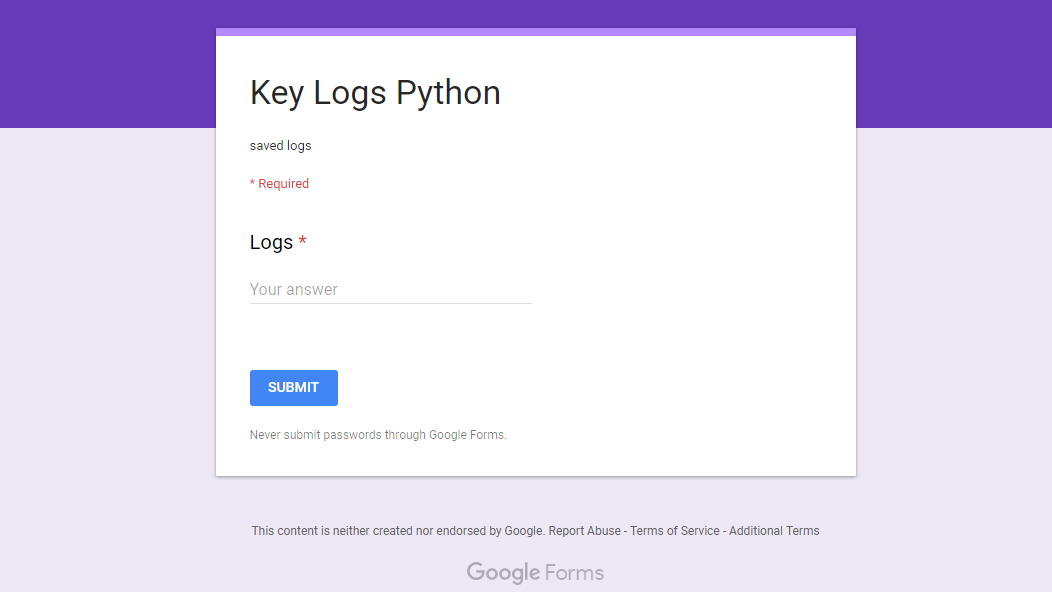 Key Logs Python
saved logs
* Required
Logs *
Your answer
SUBMIT
Never submit passwords through Google Forms.
This content is neither created nor endorsed by Google. Report Abuse - Terms of Service - Additional Terms
Google Forms